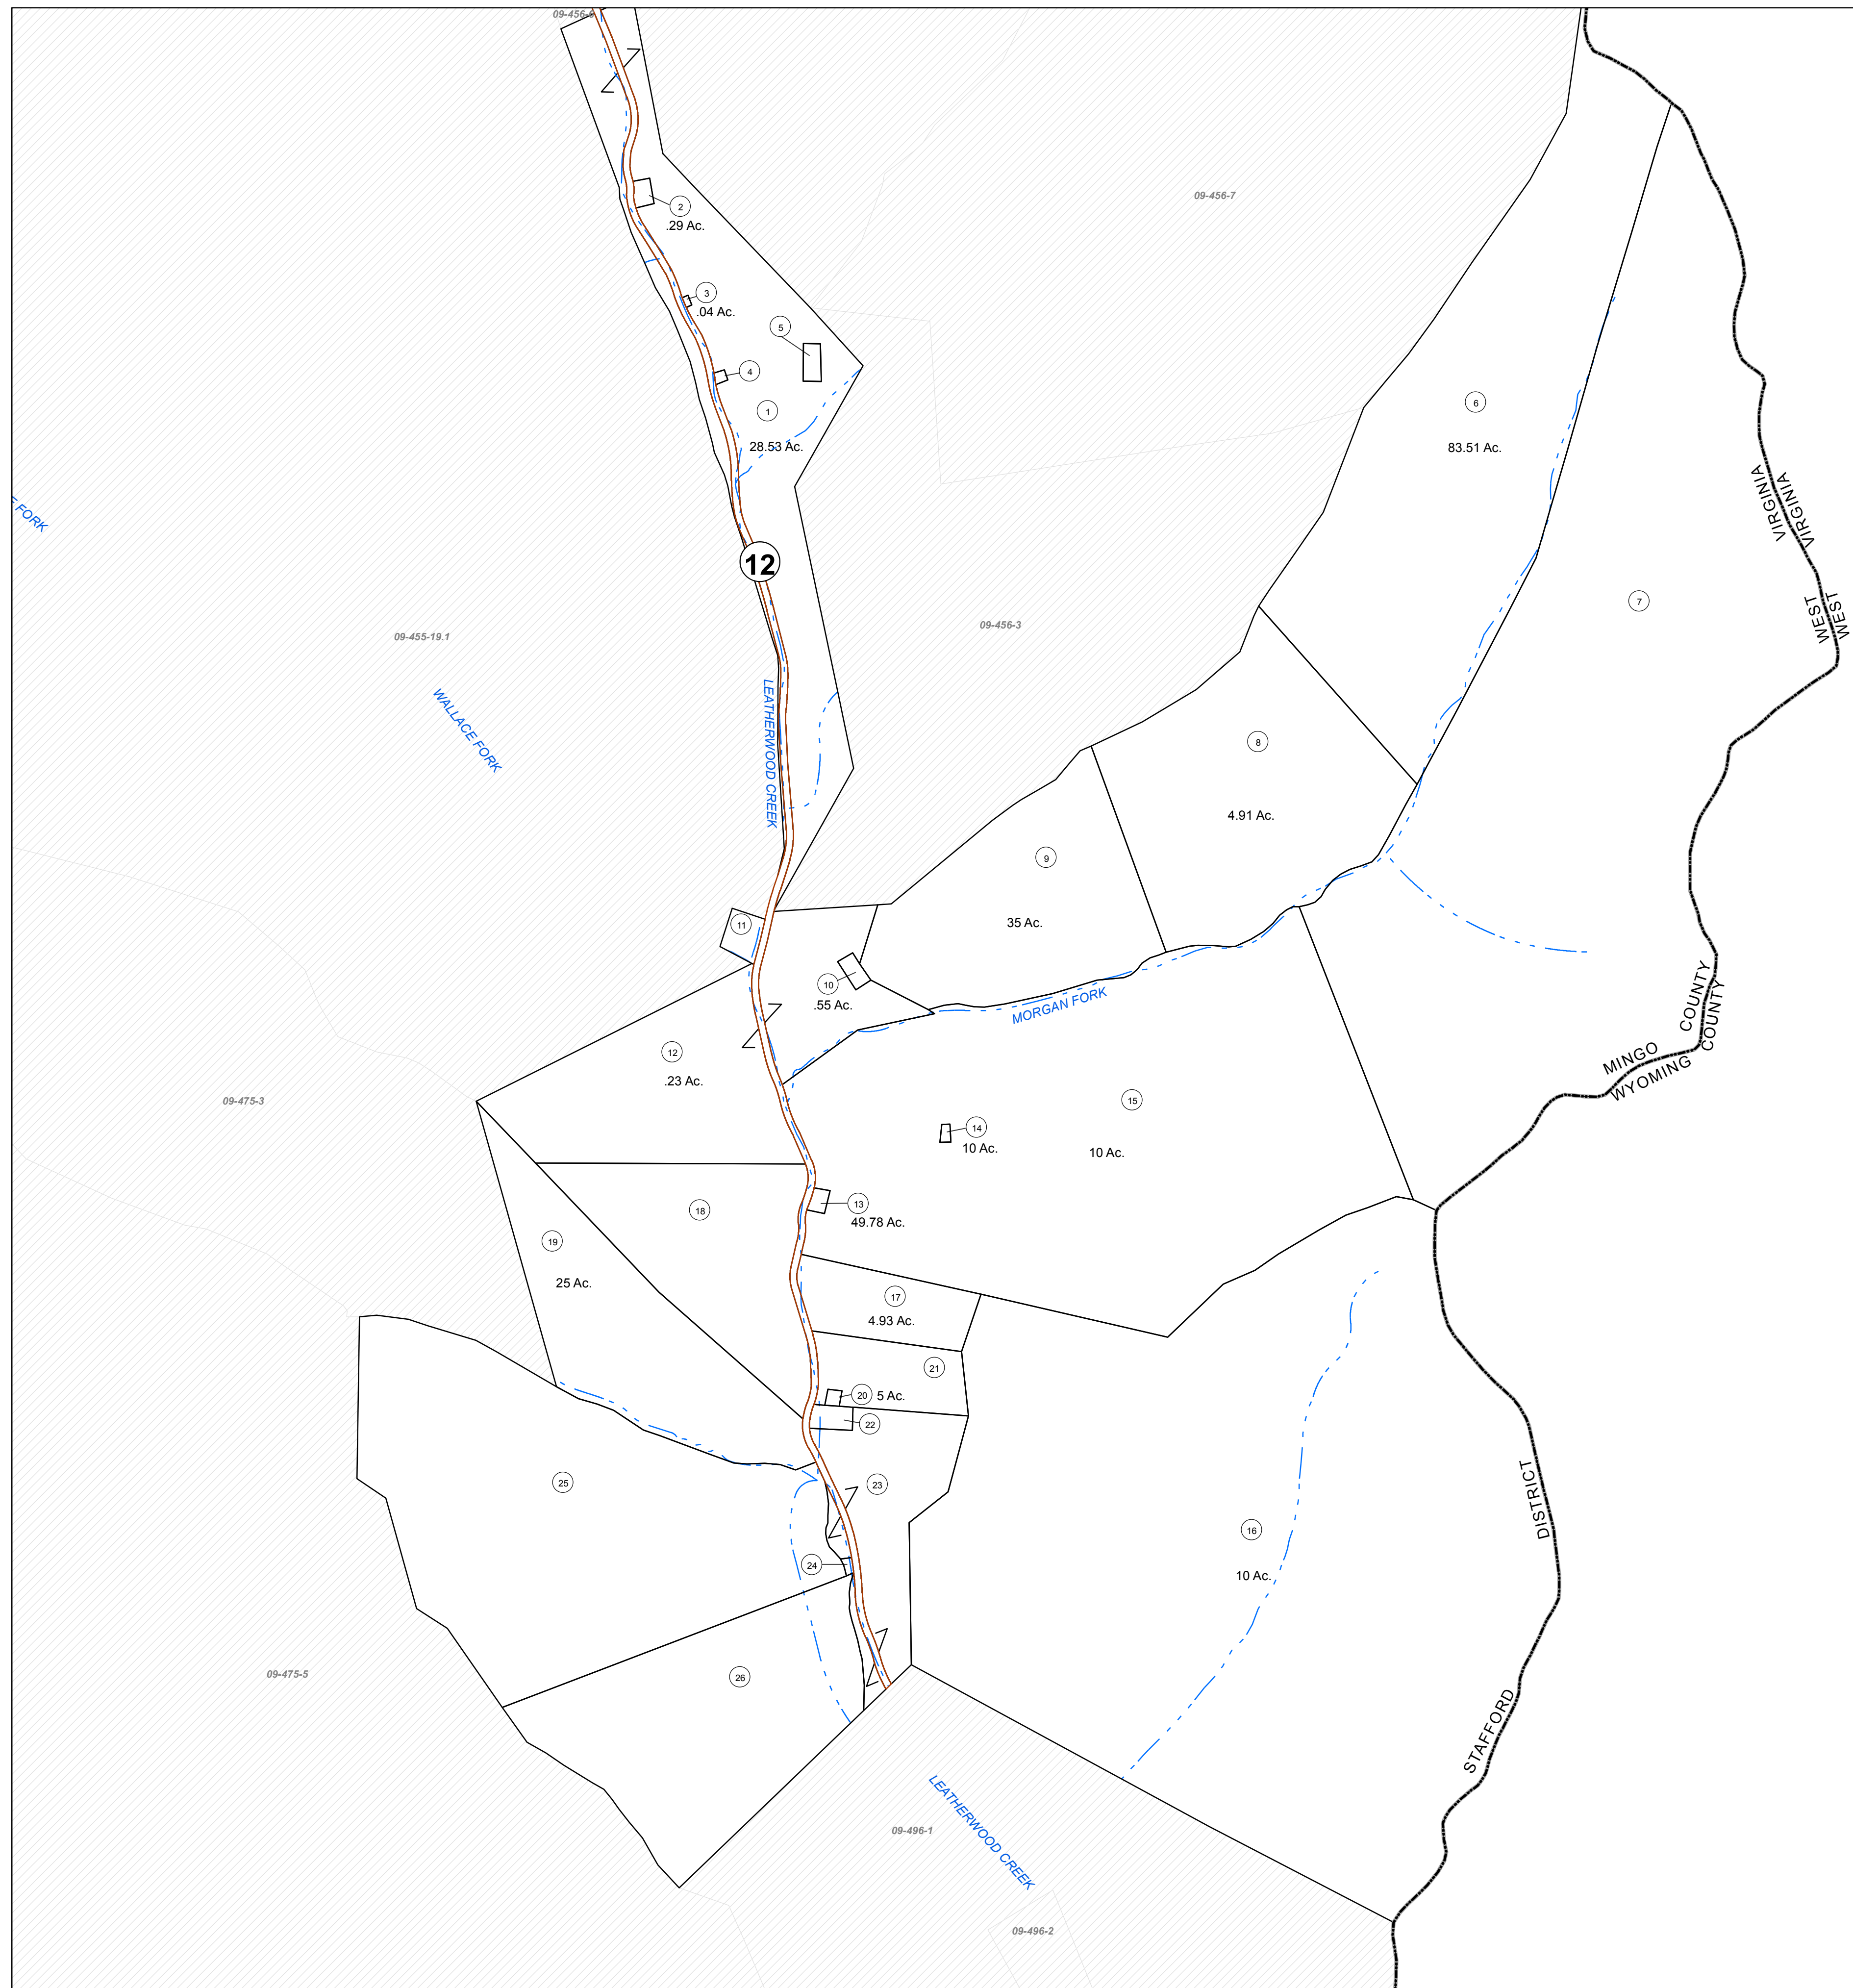 09-456-6
09-456-7
2
.29 Ac.
3
.04 Ac.
5
4
1
28.53 Ac.
6
83.51 Ac.
VIRGINIA
VIRGINIA
WEST
WEST
12
7
09-455-19.1
09-456-3
E FORK
WALLACE FORK
LEATHERWOOD CREEK
8
4.91 Ac.
9
35 Ac.
11
10
.55 Ac.
MORGAN FORK
COUNTY
COUNTY
MINGO
WYOMING
12
.23 Ac.
09-475-3
15
10 Ac.
14
10 Ac.
13
49.78 Ac.
18
19
25 Ac.
17
4.93 Ac.
21
20
5 Ac.
22
23
25
24
16
10 Ac.
DISTRICT
STAFFORD
26
09-475-5
LEATHERWOOD CREEK
09-496-1
09-496-2